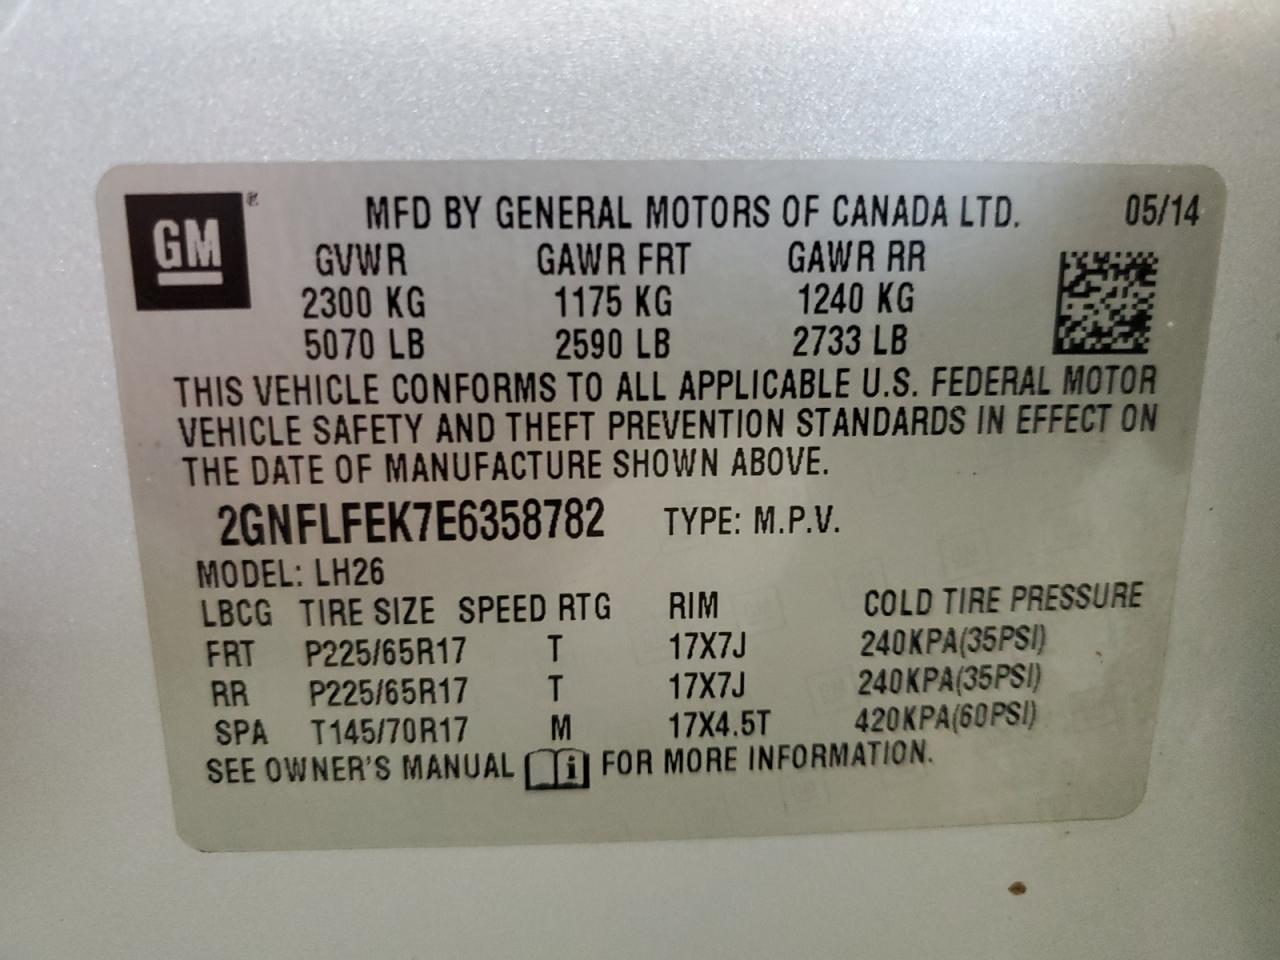 GM ® MFD BY GENERAL MOTORS OF CANADA LTD. 05/14
GVWR GAWR FRT GAWR RR
2300 KG 1175 KG 1240 KG
5070 LB 2590 LB 2733 LB
THIS VEHICLE CONFORMS TO ALL APPLICABLE U.S. FEDERAL MOTOR
VEHICLE SAFETY AND THEFT PREVENTION STANDARDS IN EFFECT ON
THE DATE OF MANUFACTURE SHOWN ABOVE.
2GNFLFEK7E6358782 TYPE: M.P.V.
MODEL: LH26
LBCG TIRE SIZE SPEED RTG RIM COLD TIRE PRESSURE
FRT P225/65R17 T 17X7J 240KPA(35PSI)
RR P225/65R17 T 17X7J 240KPA(35PSI)
SPA T145/70R17 M 17X4.5T 420KPA(60PSI)
SEE OWNER'S MANUAL i FOR MORE INFORMATION.